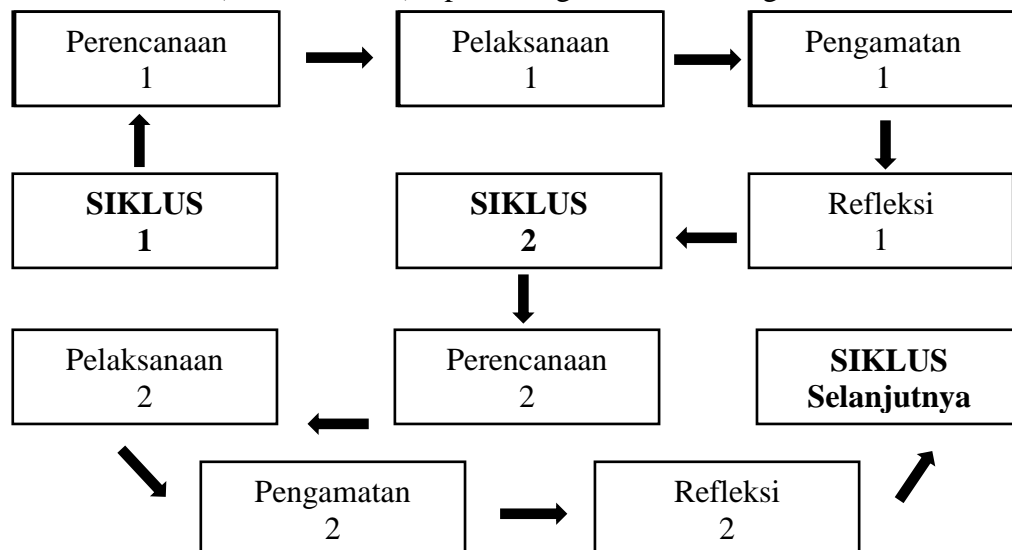 Perencanaan
1
Pelaksanaan
1
Pengamatan
1
SIKLUS
1
SIKLUS
2
Refleksi
1
Pelaksanaan
2
Perencanaan
2
SIKLUS
Selanjutnya
Pengamatan
2
Refleksi
2